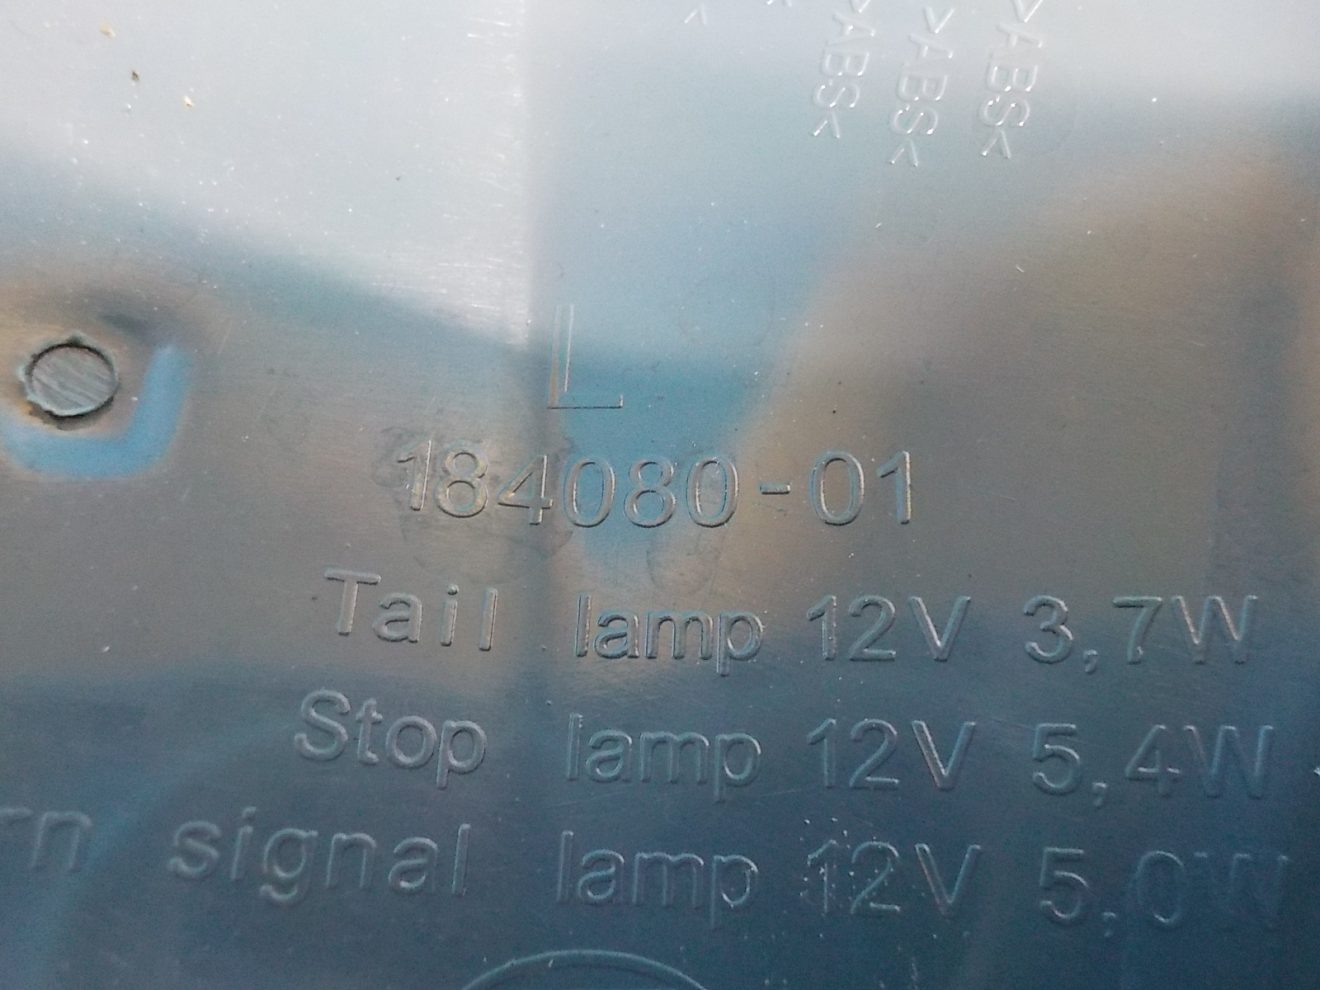 >ABS<
>ABS<
>ABS<
L
184080-01
Tail lamp 12V 3,7W
Stop lamp 12V 5,4W
rn signal lamp 12V 5,0W